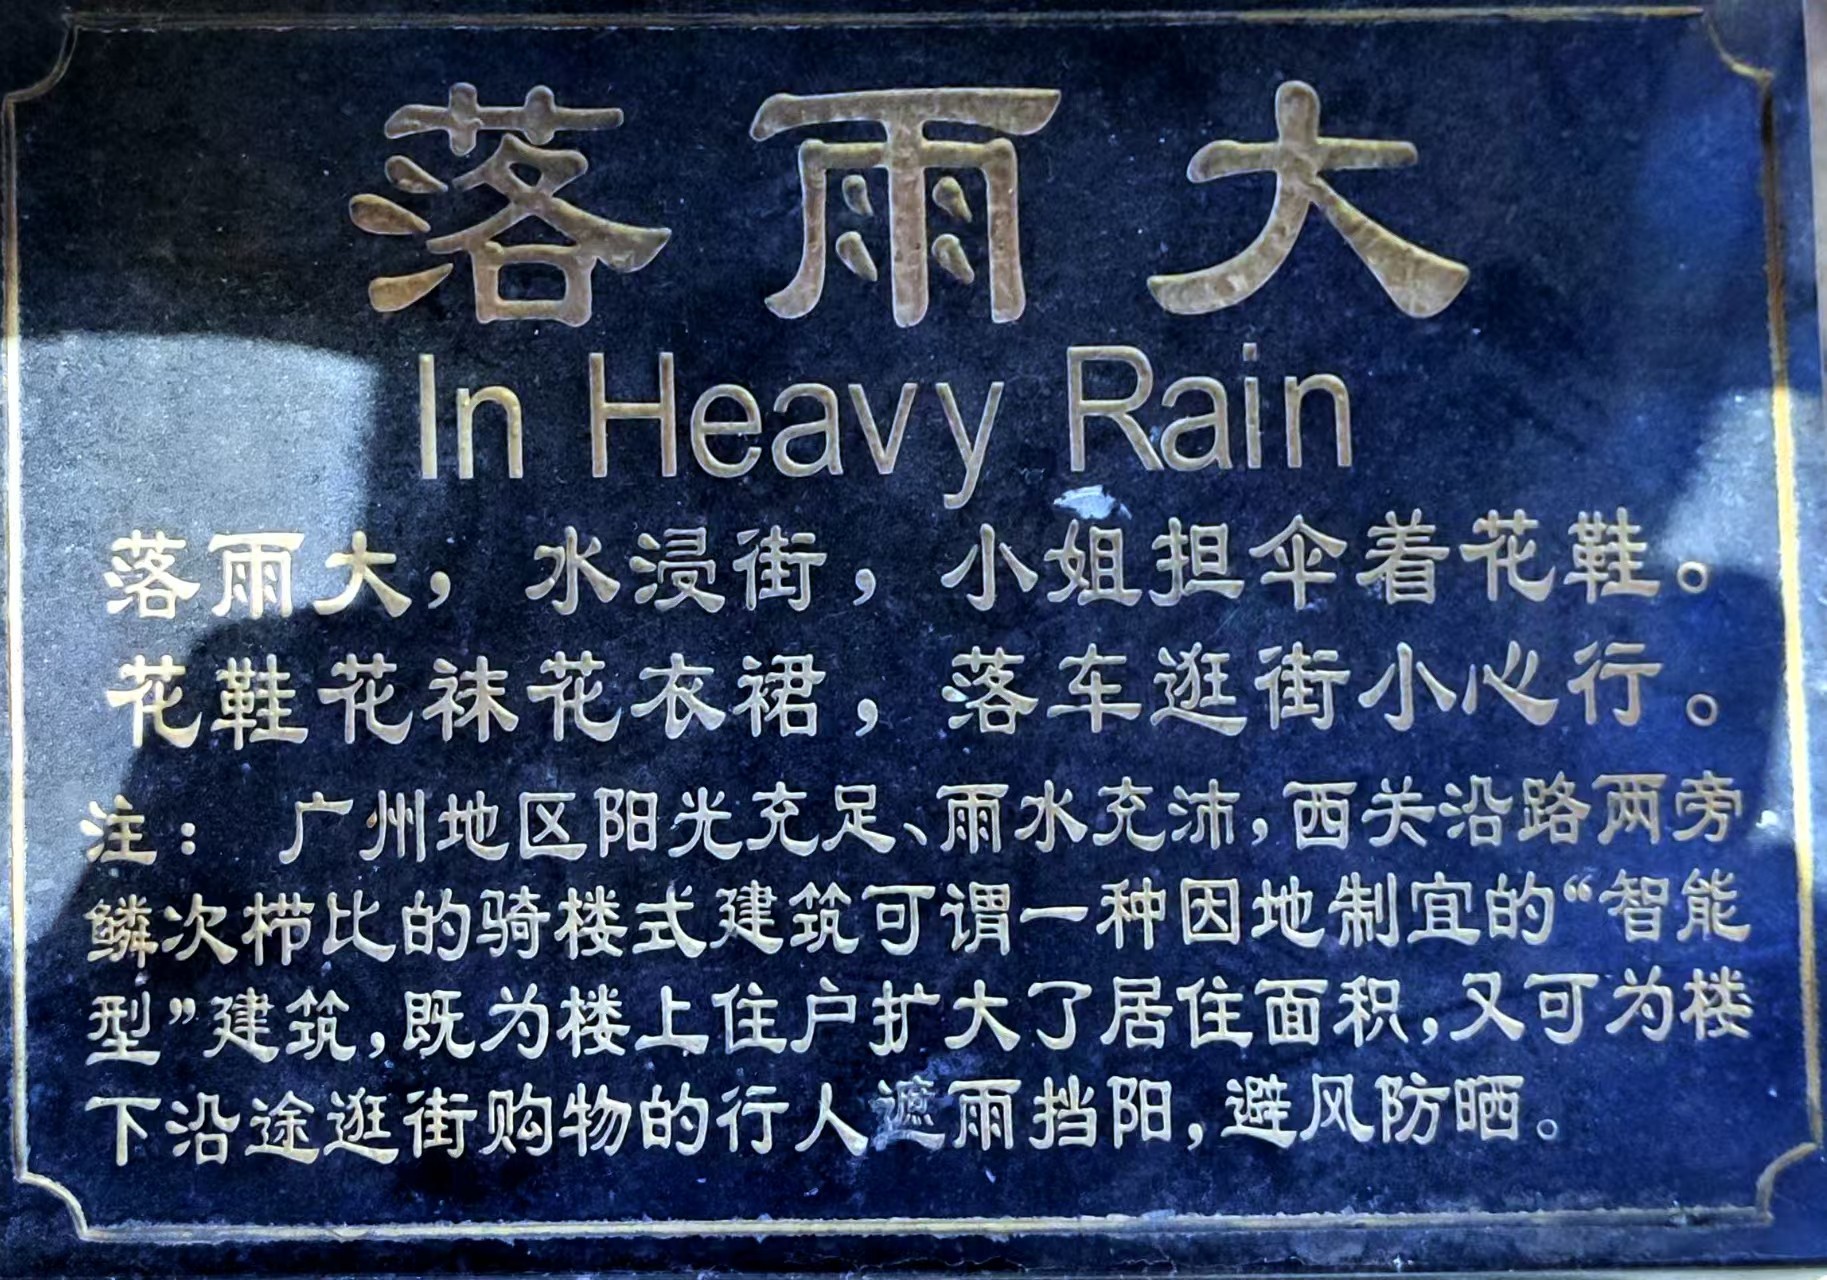 落雨大
In Heavy Rain
落雨大，水浸街，小姐担伞着花鞋。
花鞋花袜花衣裙，落车逛街小心行。
注： 广州地区阳光充足、雨水充沛，西关沿路两旁
鳞次栉比的骑楼式建筑可谓一种因地制宜的“智能
型”建筑，既为楼上住户扩大了居住面积，又可为楼
下沿途逛街购物的行人遮雨挡阳，避风防晒。